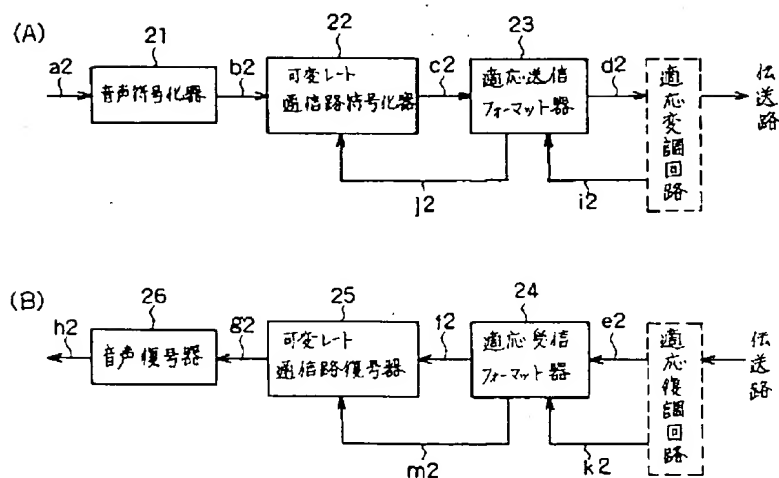 (A)
21
22
23
a2
音声符号化器
b2
可変レート
通信路符号化器
c2
適応送信
フォーマット器
d2
適応変調回路
伝送路
j2
i2
(B)
26
25
24
h2
音声復号器
g2
可変レート
通信路復号器
f2
適応受信
フォーマット器
e2
適応復調回路
伝送路
m2
k2